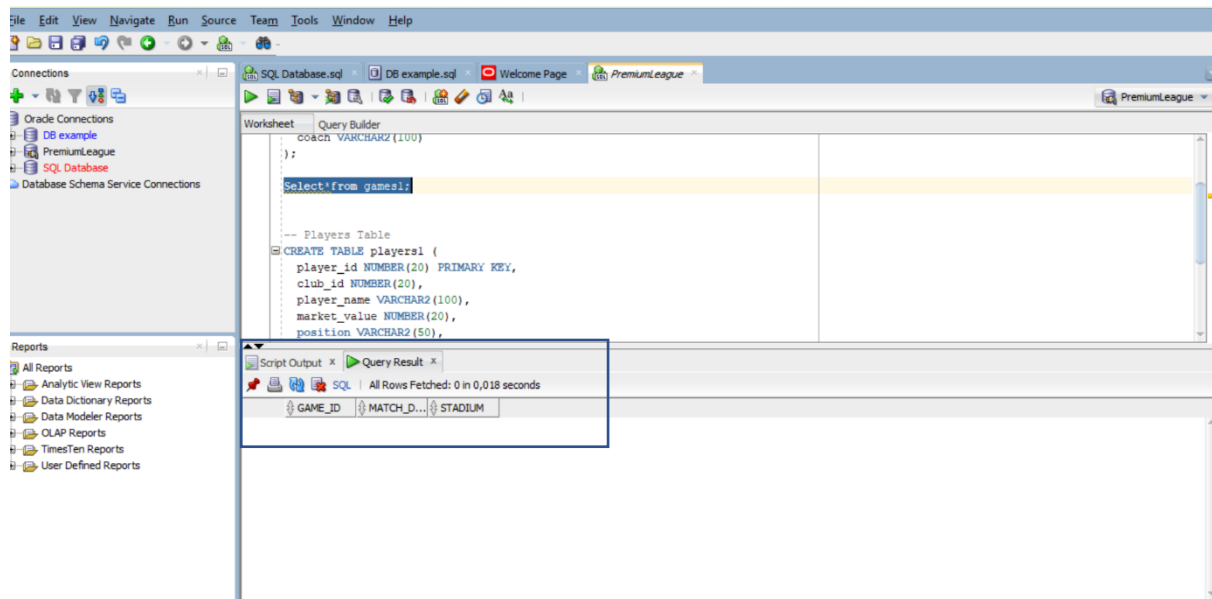 File Edit View Navigate Run Source Team Tools Window Help
Connections
Oracle Connections
DB example
PremiumLeague
SQL Database
Database Schema Service Connections
Reports
All Reports
Analytic View Reports
Data Dictionary Reports
Data Modeler Reports
OLAP Reports
TimesTen Reports
User Defined Reports
SQL Database.sql DB example.sql Welcome Page PremiumLeague
PremiumLeague
Worksheet Query Builder
coach VARCHAR2(100)
);
Select*from games1;
-- Players Table
CREATE TABLE players1 (
player_id NUMBER(20) PRIMARY KEY,
club_id NUMBER(20),
player_name VARCHAR2(100),
market_value NUMBER(20),
position VARCHAR2(50),
Script Output Query Result
SQL | All Rows Fetched: 0 in 0,018 seconds
GAME_ID MATCH_D... STADIUM